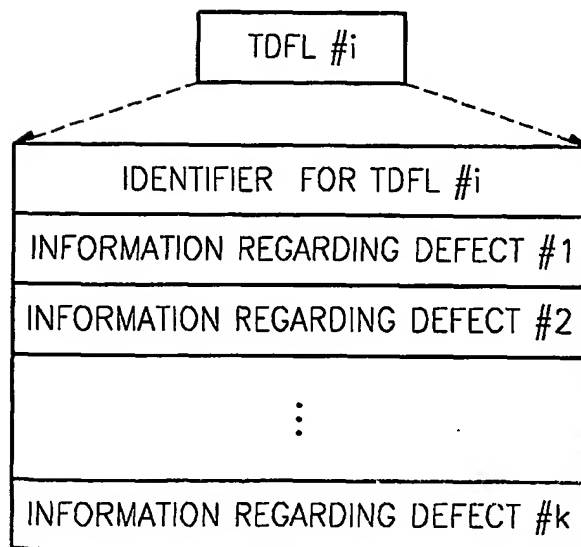 TDFL #i
IDENTIFIER FOR TDFL #i
INFORMATION REGARDING DEFECT #1
INFORMATION REGARDING DEFECT #2
⋮
INFORMATION REGARDING DEFECT #k